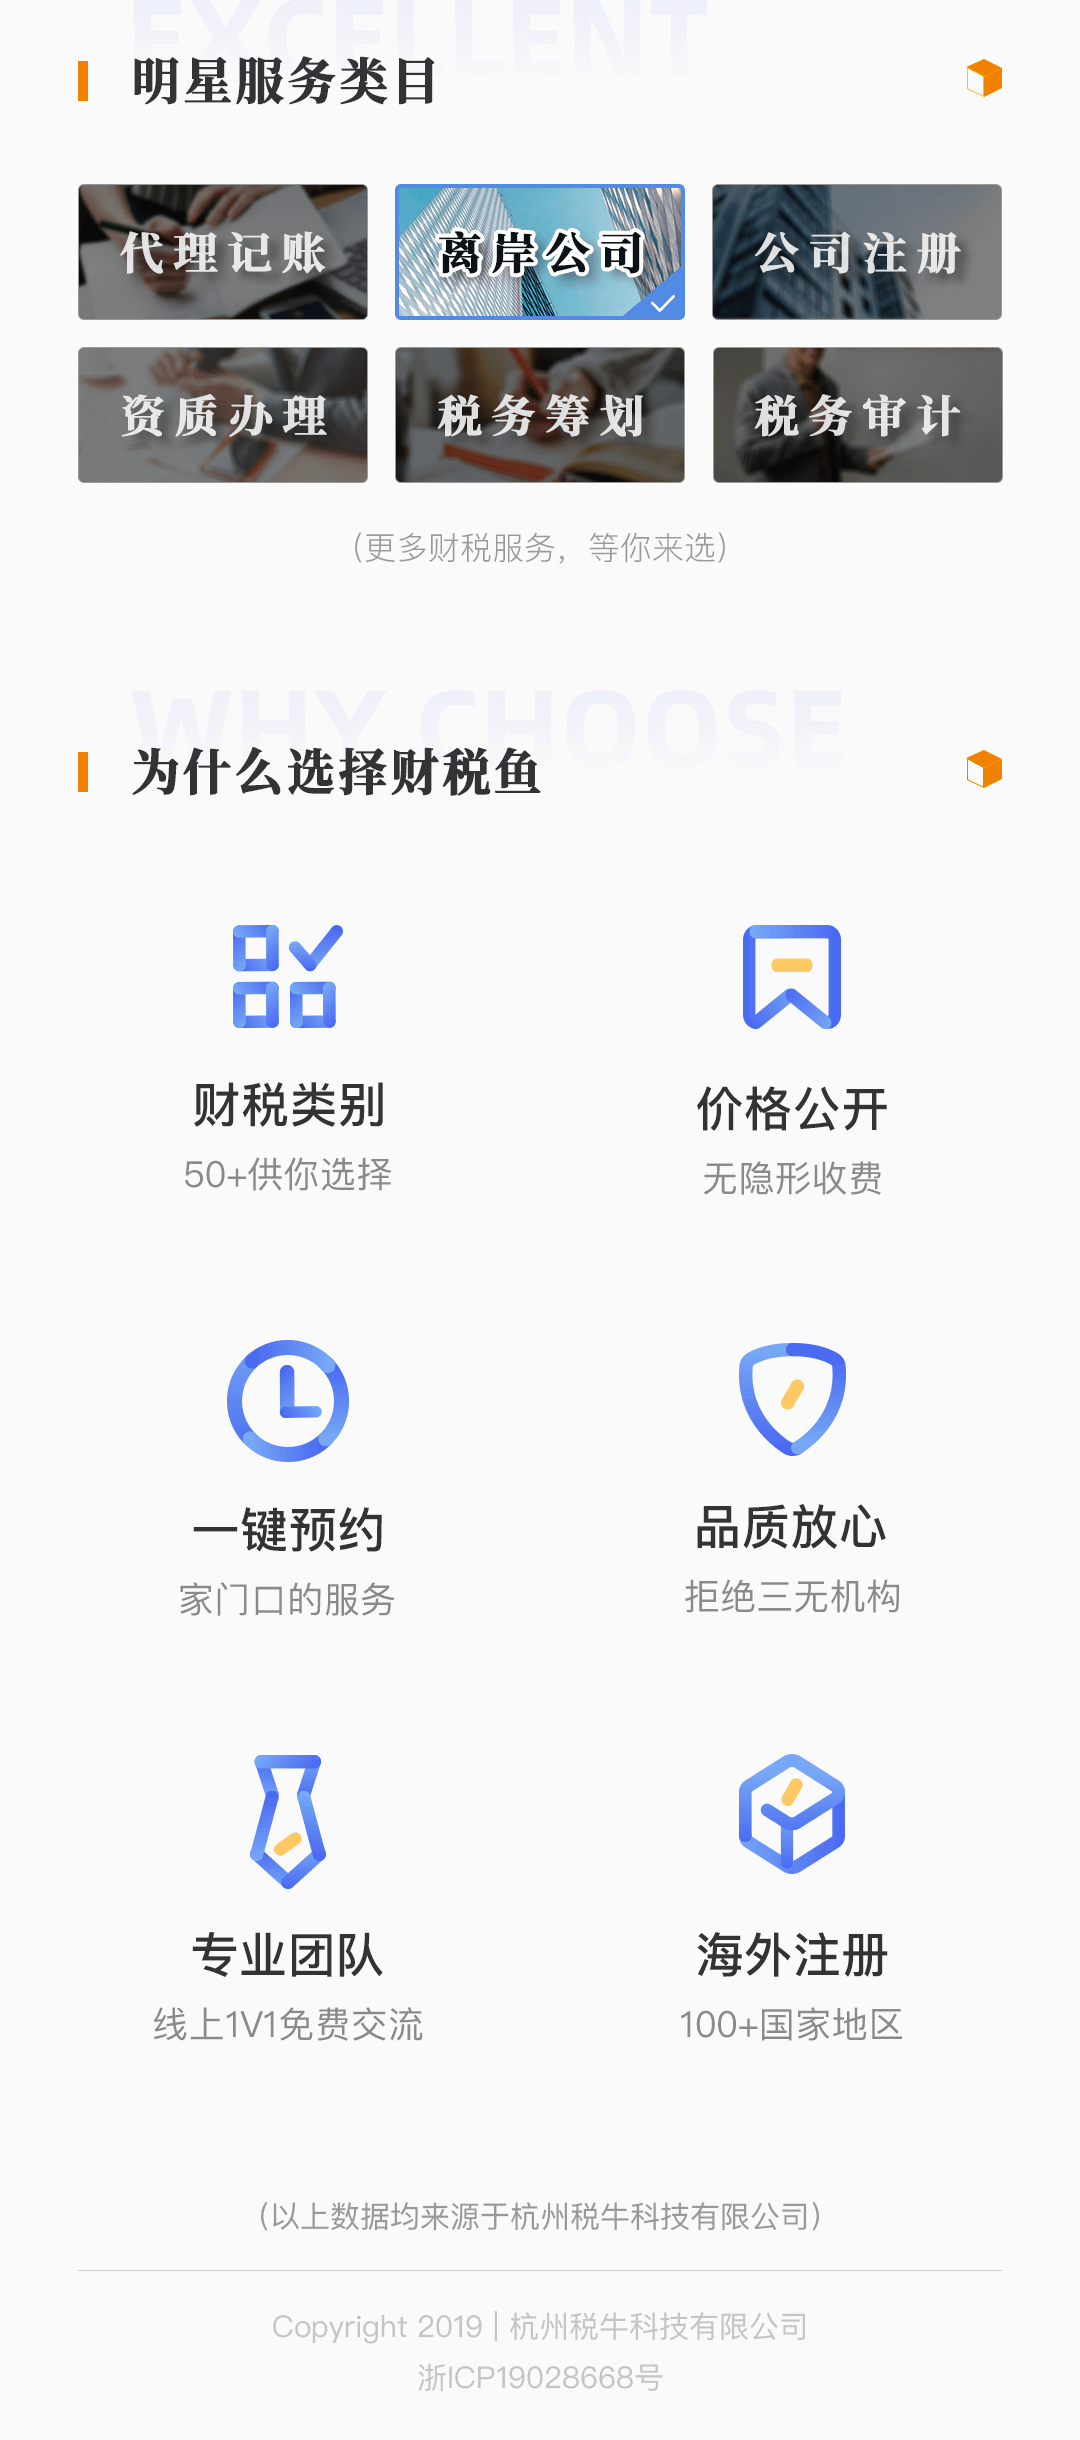 EXCELLENT
明星服务类目
代理记账
离岸公司
公司注册
资质办理
税务筹划
税务审计
（更多财税服务，等你来选）
WHY CHOOSE
为什么选择财税鱼
财税类别
50+供你选择
价格公开
无隐形收费
一键预约
家门口的服务
品质放心
拒绝三无机构
专业团队
线上1V1免费交流
海外注册
100+国家地区
（以上数据均来源于杭州税牛科技有限公司）
Copyright 2019 | 杭州税牛科技有限公司
浙ICP19028668号